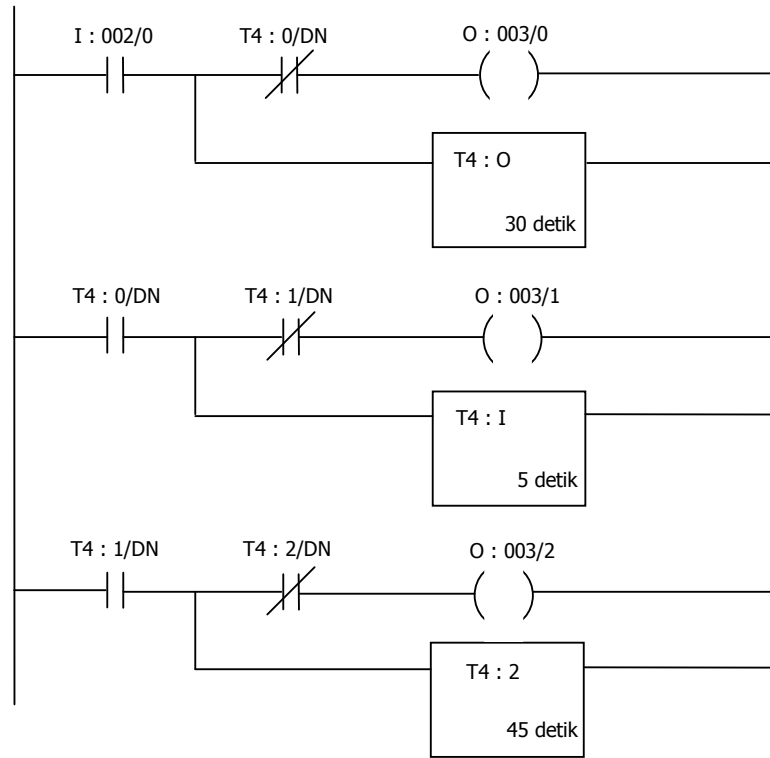 I : 002/0 T4 : 0/DN O : 003/0
T4 : O
30 detik
T4 : 0/DN T4 : 1/DN O : 003/1
T4 : I
5 detik
T4 : 1/DN T4 : 2/DN O : 003/2
T4 : 2
45 detik